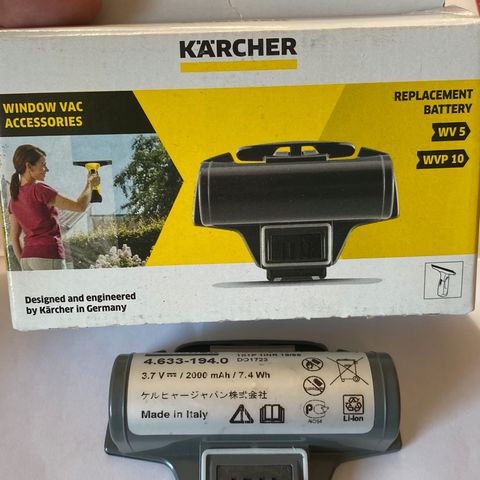 KÄRCHER
WINDOW VAC
ACCESSORIES
REPLACEMENT
BATTERY
WV 5
WVP 10
Designed and engineered
by Kärcher in Germany
4.633-194.0
DO1723
3.7 V ⎓ / 2000 mAh / 7.4 Wh
ケルヒャージャパン株式会社
Made in Italy
Li-ion